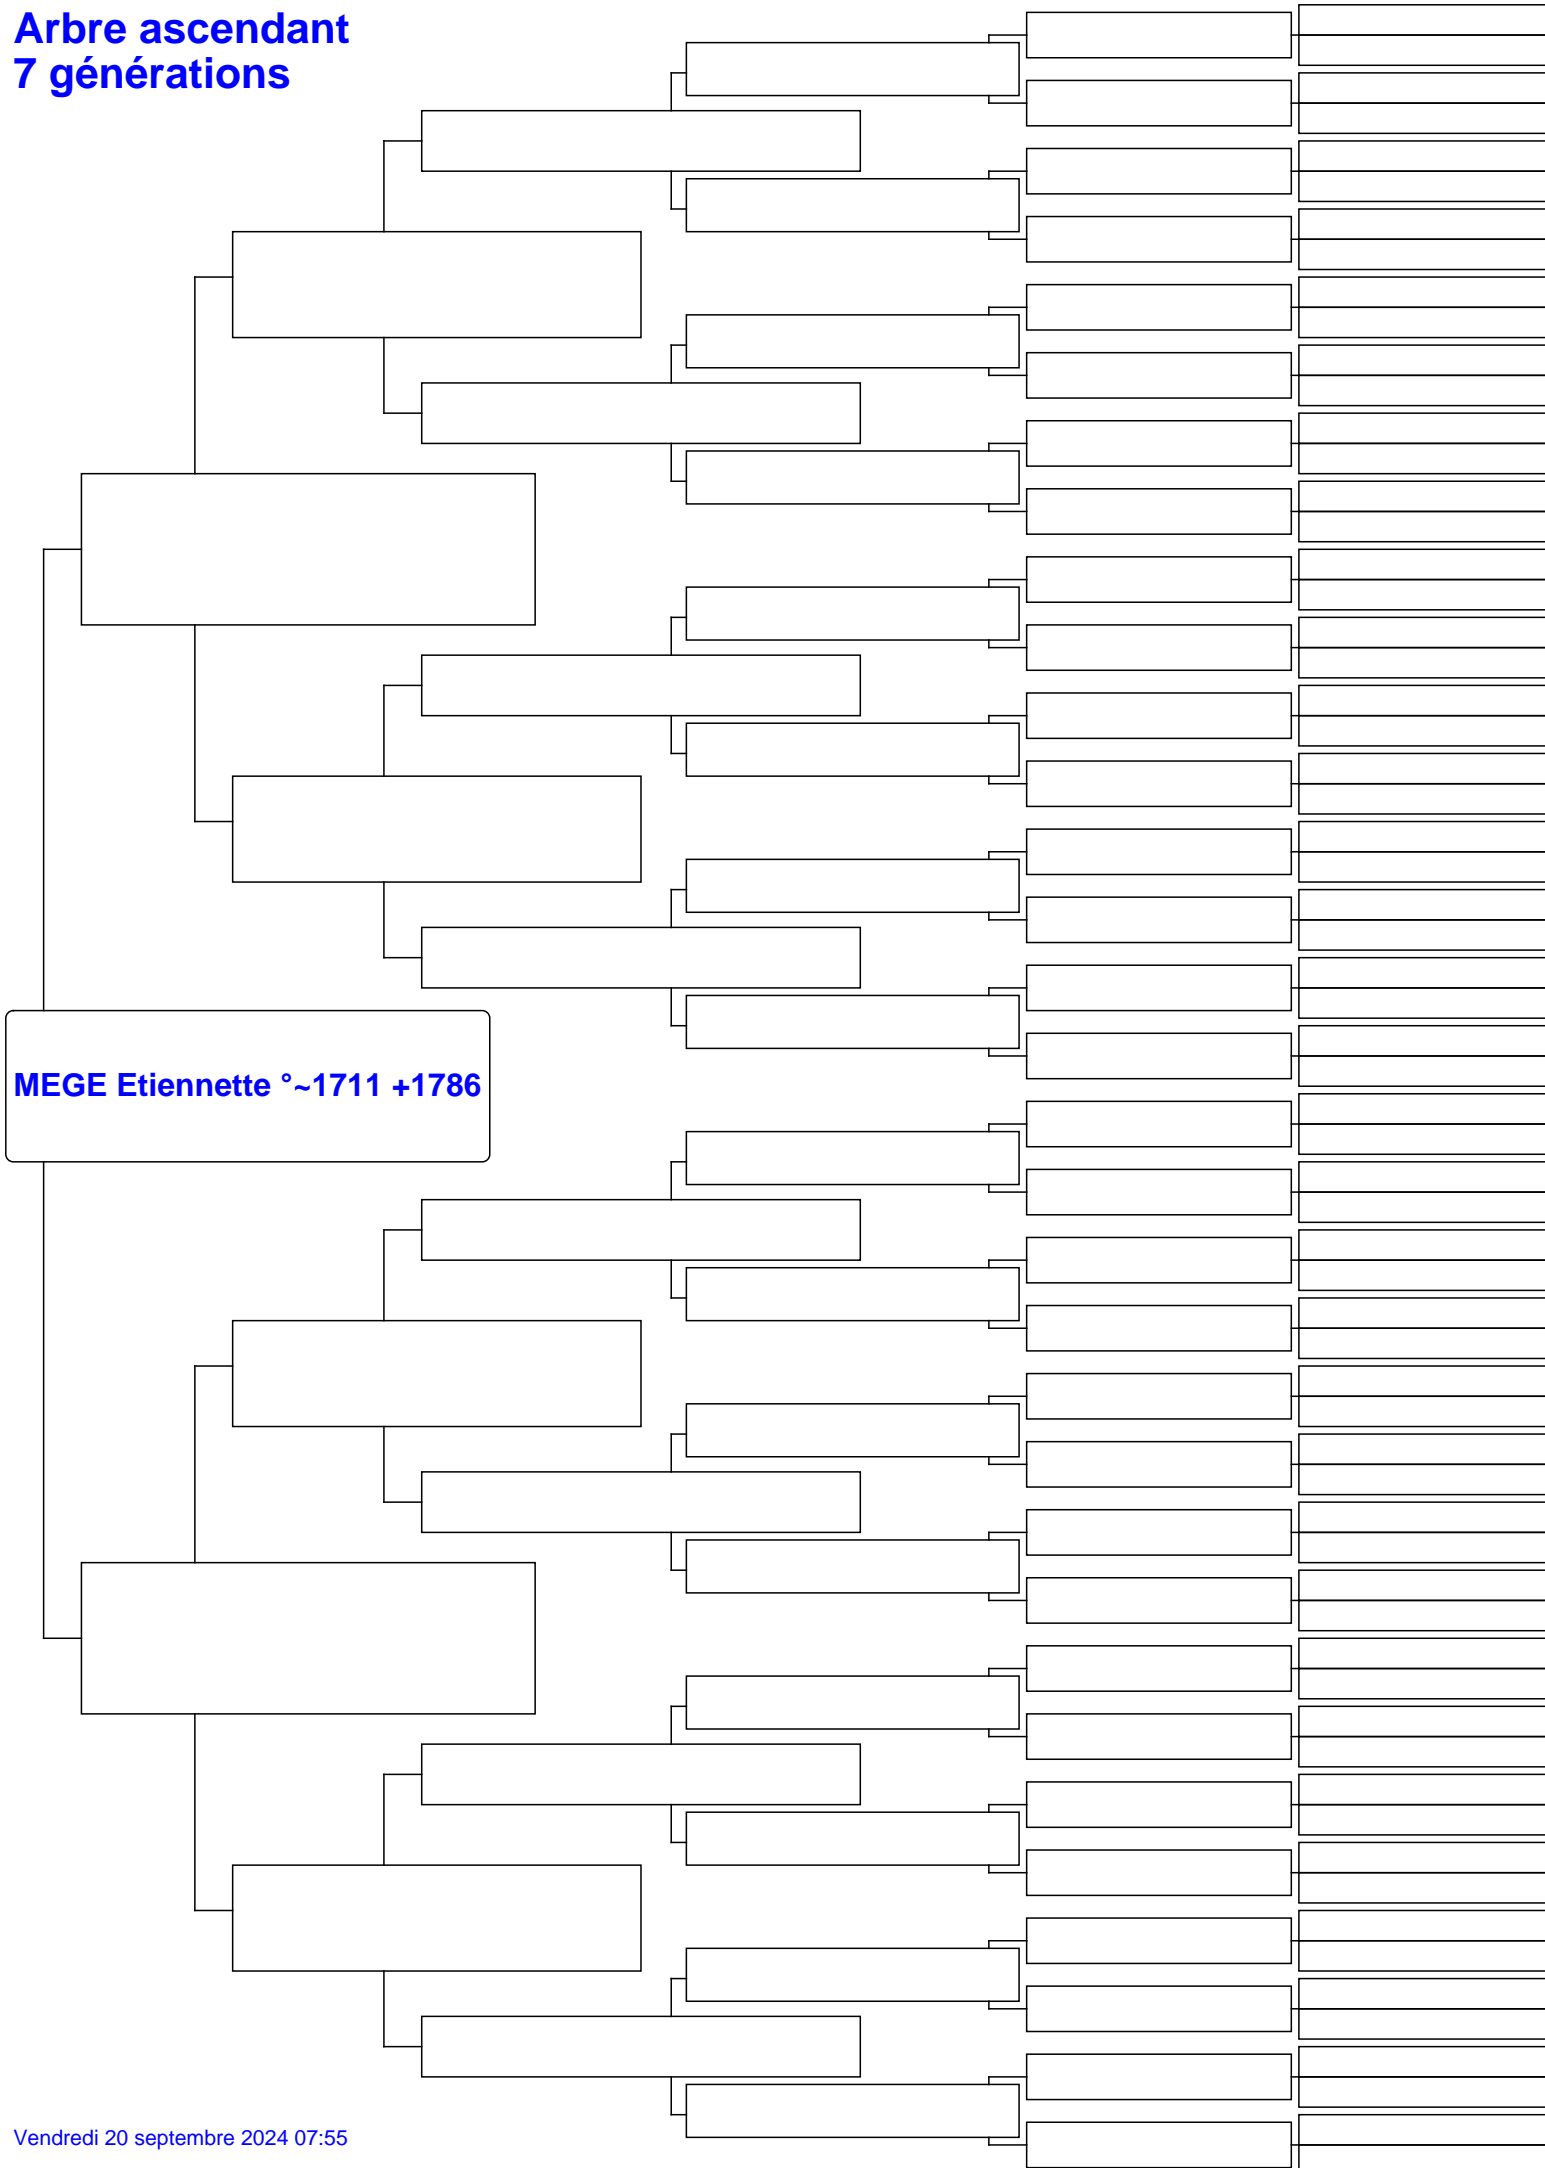 Arbre ascendant
7 générations
MEGE Etiennette °~1711 +1786
Vendredi 20 septembre 2024 07:55